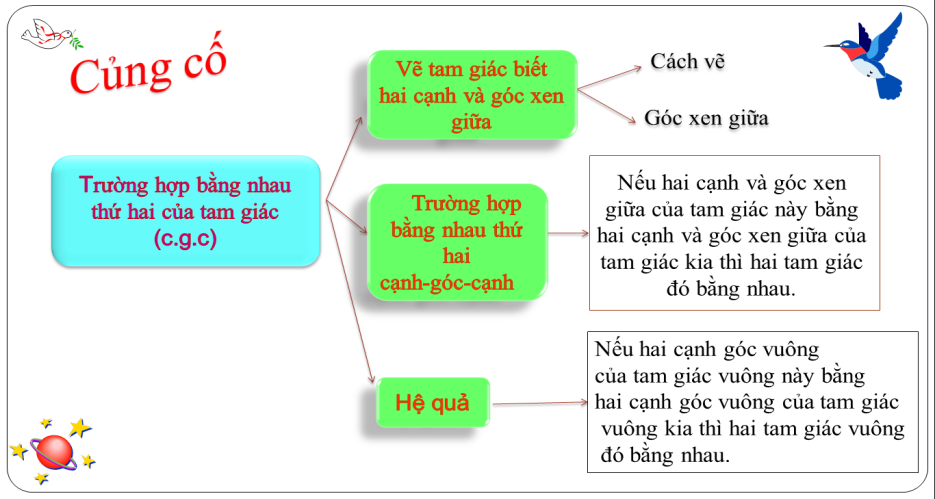 Củng cố
Trường hợp bằng nhau
thứ hai của tam giác
(c.g.c)
Vẽ tam giác biết
hai cạnh và góc xen
giữa
Cách vẽ
Góc xen giữa
Trường hợp
bằng nhau thứ
hai
cạnh-góc-cạnh
Nếu hai cạnh và góc xen
giữa của tam giác này bằng
hai cạnh và góc xen giữa của
tam giác kia thì hai tam giác
đó bằng nhau.
Hệ quả
Nếu hai cạnh góc vuông
của tam giác vuông này bằng
hai cạnh góc vuông của tam giác
vuông kia thì hai tam giác vuông
đó bằng nhau.